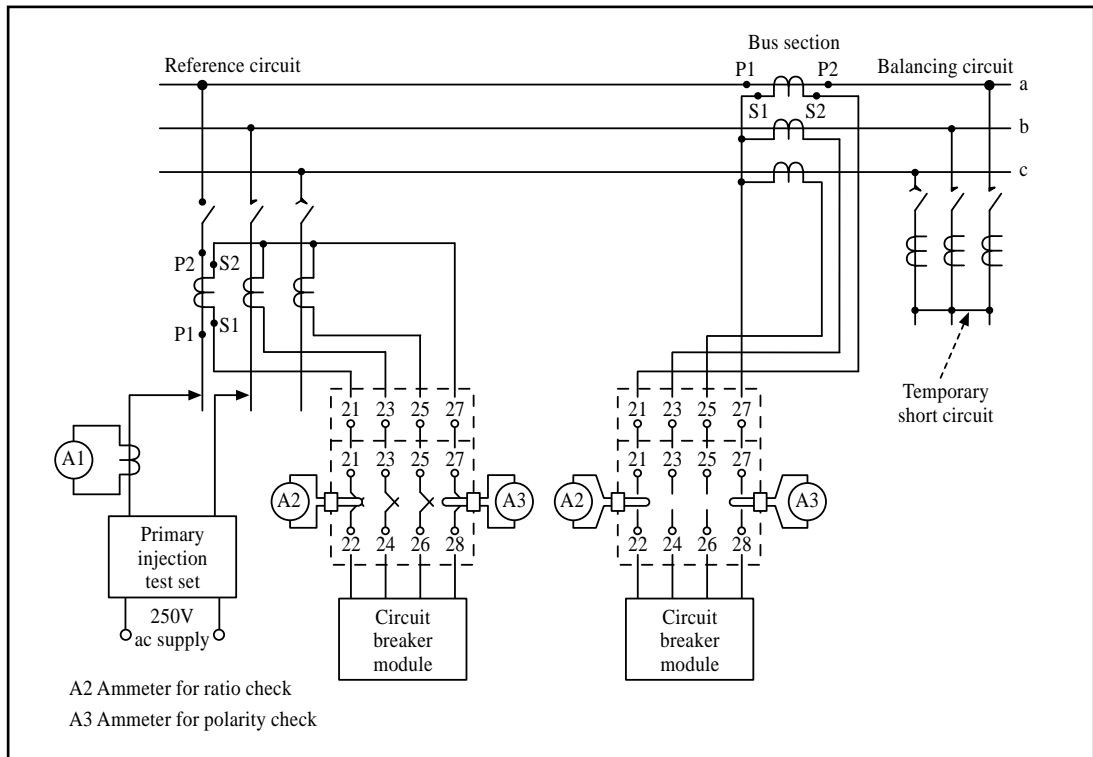 Bus section
Reference circuit
P1
P2
Balancing circuit
a
S1
S2
b
c
P2
S2
S1
P1
Temporary
short circuit
21 23 25 27
21 23 25 27
A1
21 23 25 27
21 23 25 27
A2
A3
A2
A3
22 24 26 28
22 24 26 28
Primary
injection
test set
Circuit
breaker
module
Circuit
breaker
module
250V
ac supply
A2 Ammeter for ratio check
A3 Ammeter for polarity check